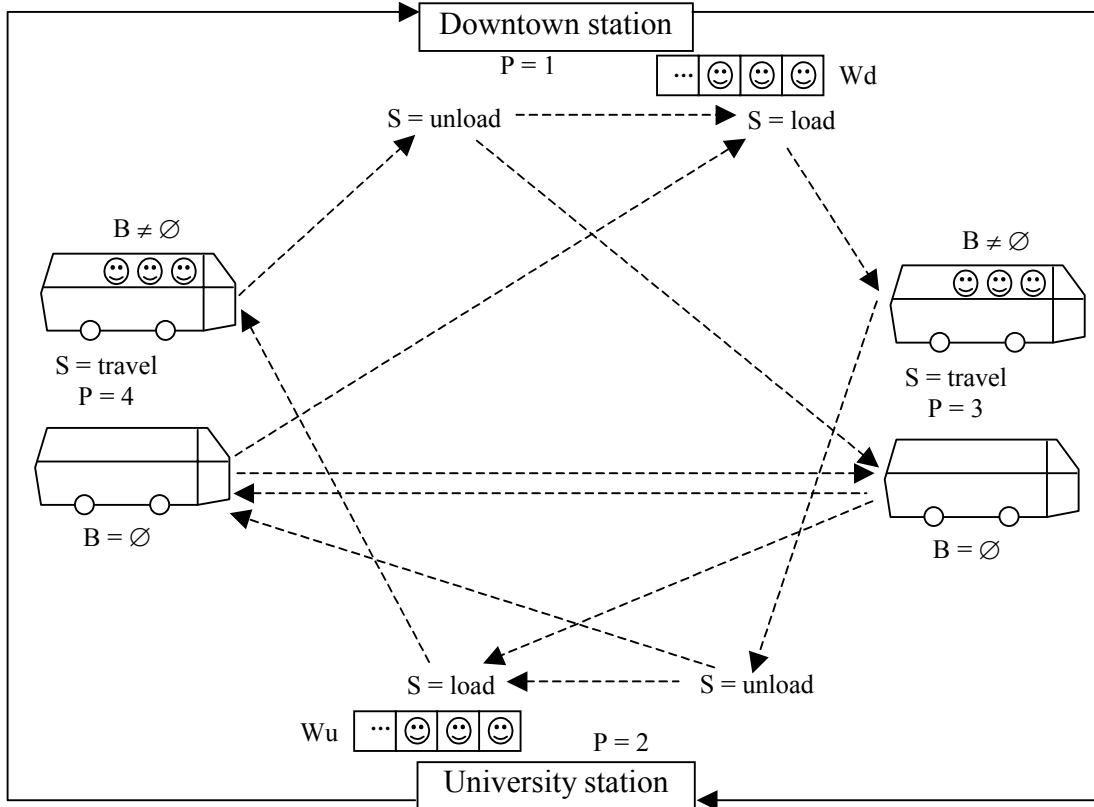 Downtown station
P = 1
... Wd
S = unload
S = load
B ≠ ∅
B ≠ ∅
S = travel
P = 4
S = travel
P = 3
B = ∅
B = ∅
S = load
S = unload
Wu ...
P = 2
University station